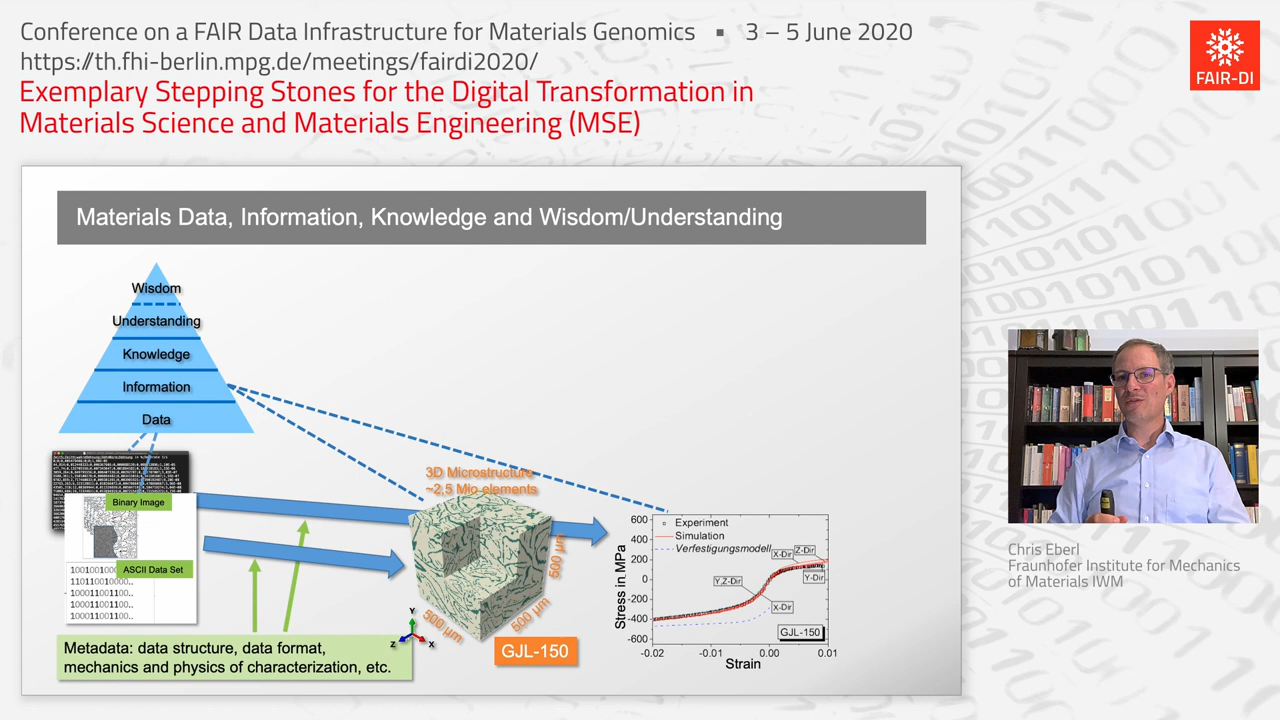 Conference on a FAIR Data Infrastructure for Materials Genomics ▪ 3 – 5 June 2020
https://th.fhi-berlin.mpg.de/meetings/fairdi2020/
Exemplary Stepping Stones for the Digital Transformation in
Materials Science and Materials Engineering (MSE)
FAIR-DI
Materials Data, Information, Knowledge and Wisdom/Understanding
Wisdom
Understanding
Knowledge
Information
Data
Binary Image
ASCII Data Set
11011001000..
10000110011..
10000110011..
10001100110..
Metadata: data structure, data format,
mechanics and physics of characterization, etc.
3D Microstructure
~2,5 Mio elements
500 µm
500 µm
500 µm
Y
Z
X
GJL-150
Experiment
Simulation
Verfestigungsmodell
X-Dir
Z-Dir
Y-Dir
Y,Z-Dir
X-Dir
GJL-150
Stress in MPa
600
400
200
0
-200
-400
-600
-0.02
-0.01
0.00
0.01
Strain
Chris Eberl
Fraunhofer Institute for Mechanics
of Materials IWM